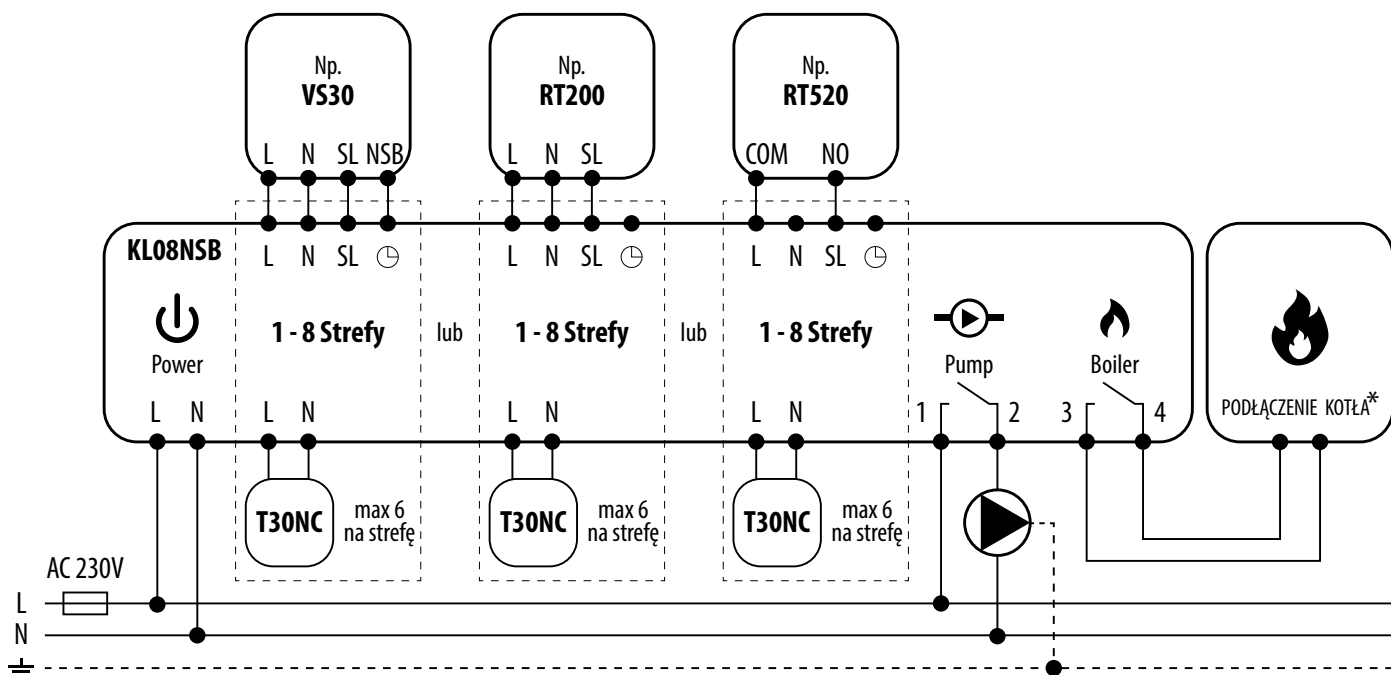 Np.
VS30
L N SL NSB
Np.
RT200
L N SL
Np.
RT520
COM NO
KL08NSB
Power
L N
L N SL
1 - 8 Strefy
L N
lub
L N SL
1 - 8 Strefy
L N
lub
L N SL
1 - 8 Strefy
L N
Pump
1 2
Boiler
3 4
PODŁĄCZENIE KOTŁA*
T30NC
max 6
na strefę
T30NC
max 6
na strefę
T30NC
max 6
na strefę
AC 230V
L
N